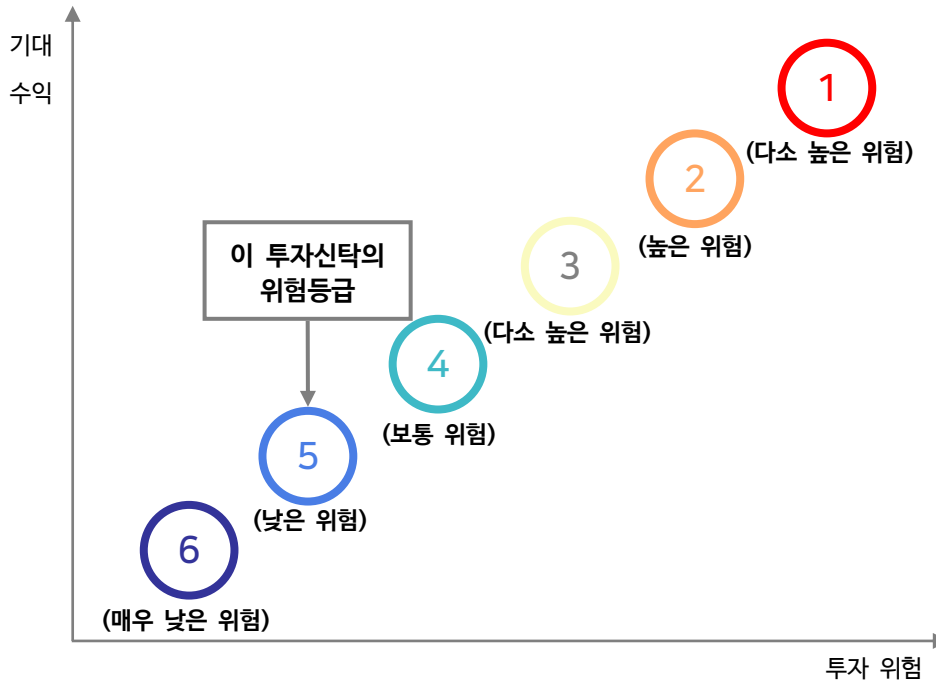 기대
수익
1
(다소 높은 위험)
2
(높은 위험)
이 투자신탁의
위험등급
3
(다소 높은 위험)
4
(보통 위험)
5
(낮은 위험)
6
(매우 낮은 위험)
투자 위험